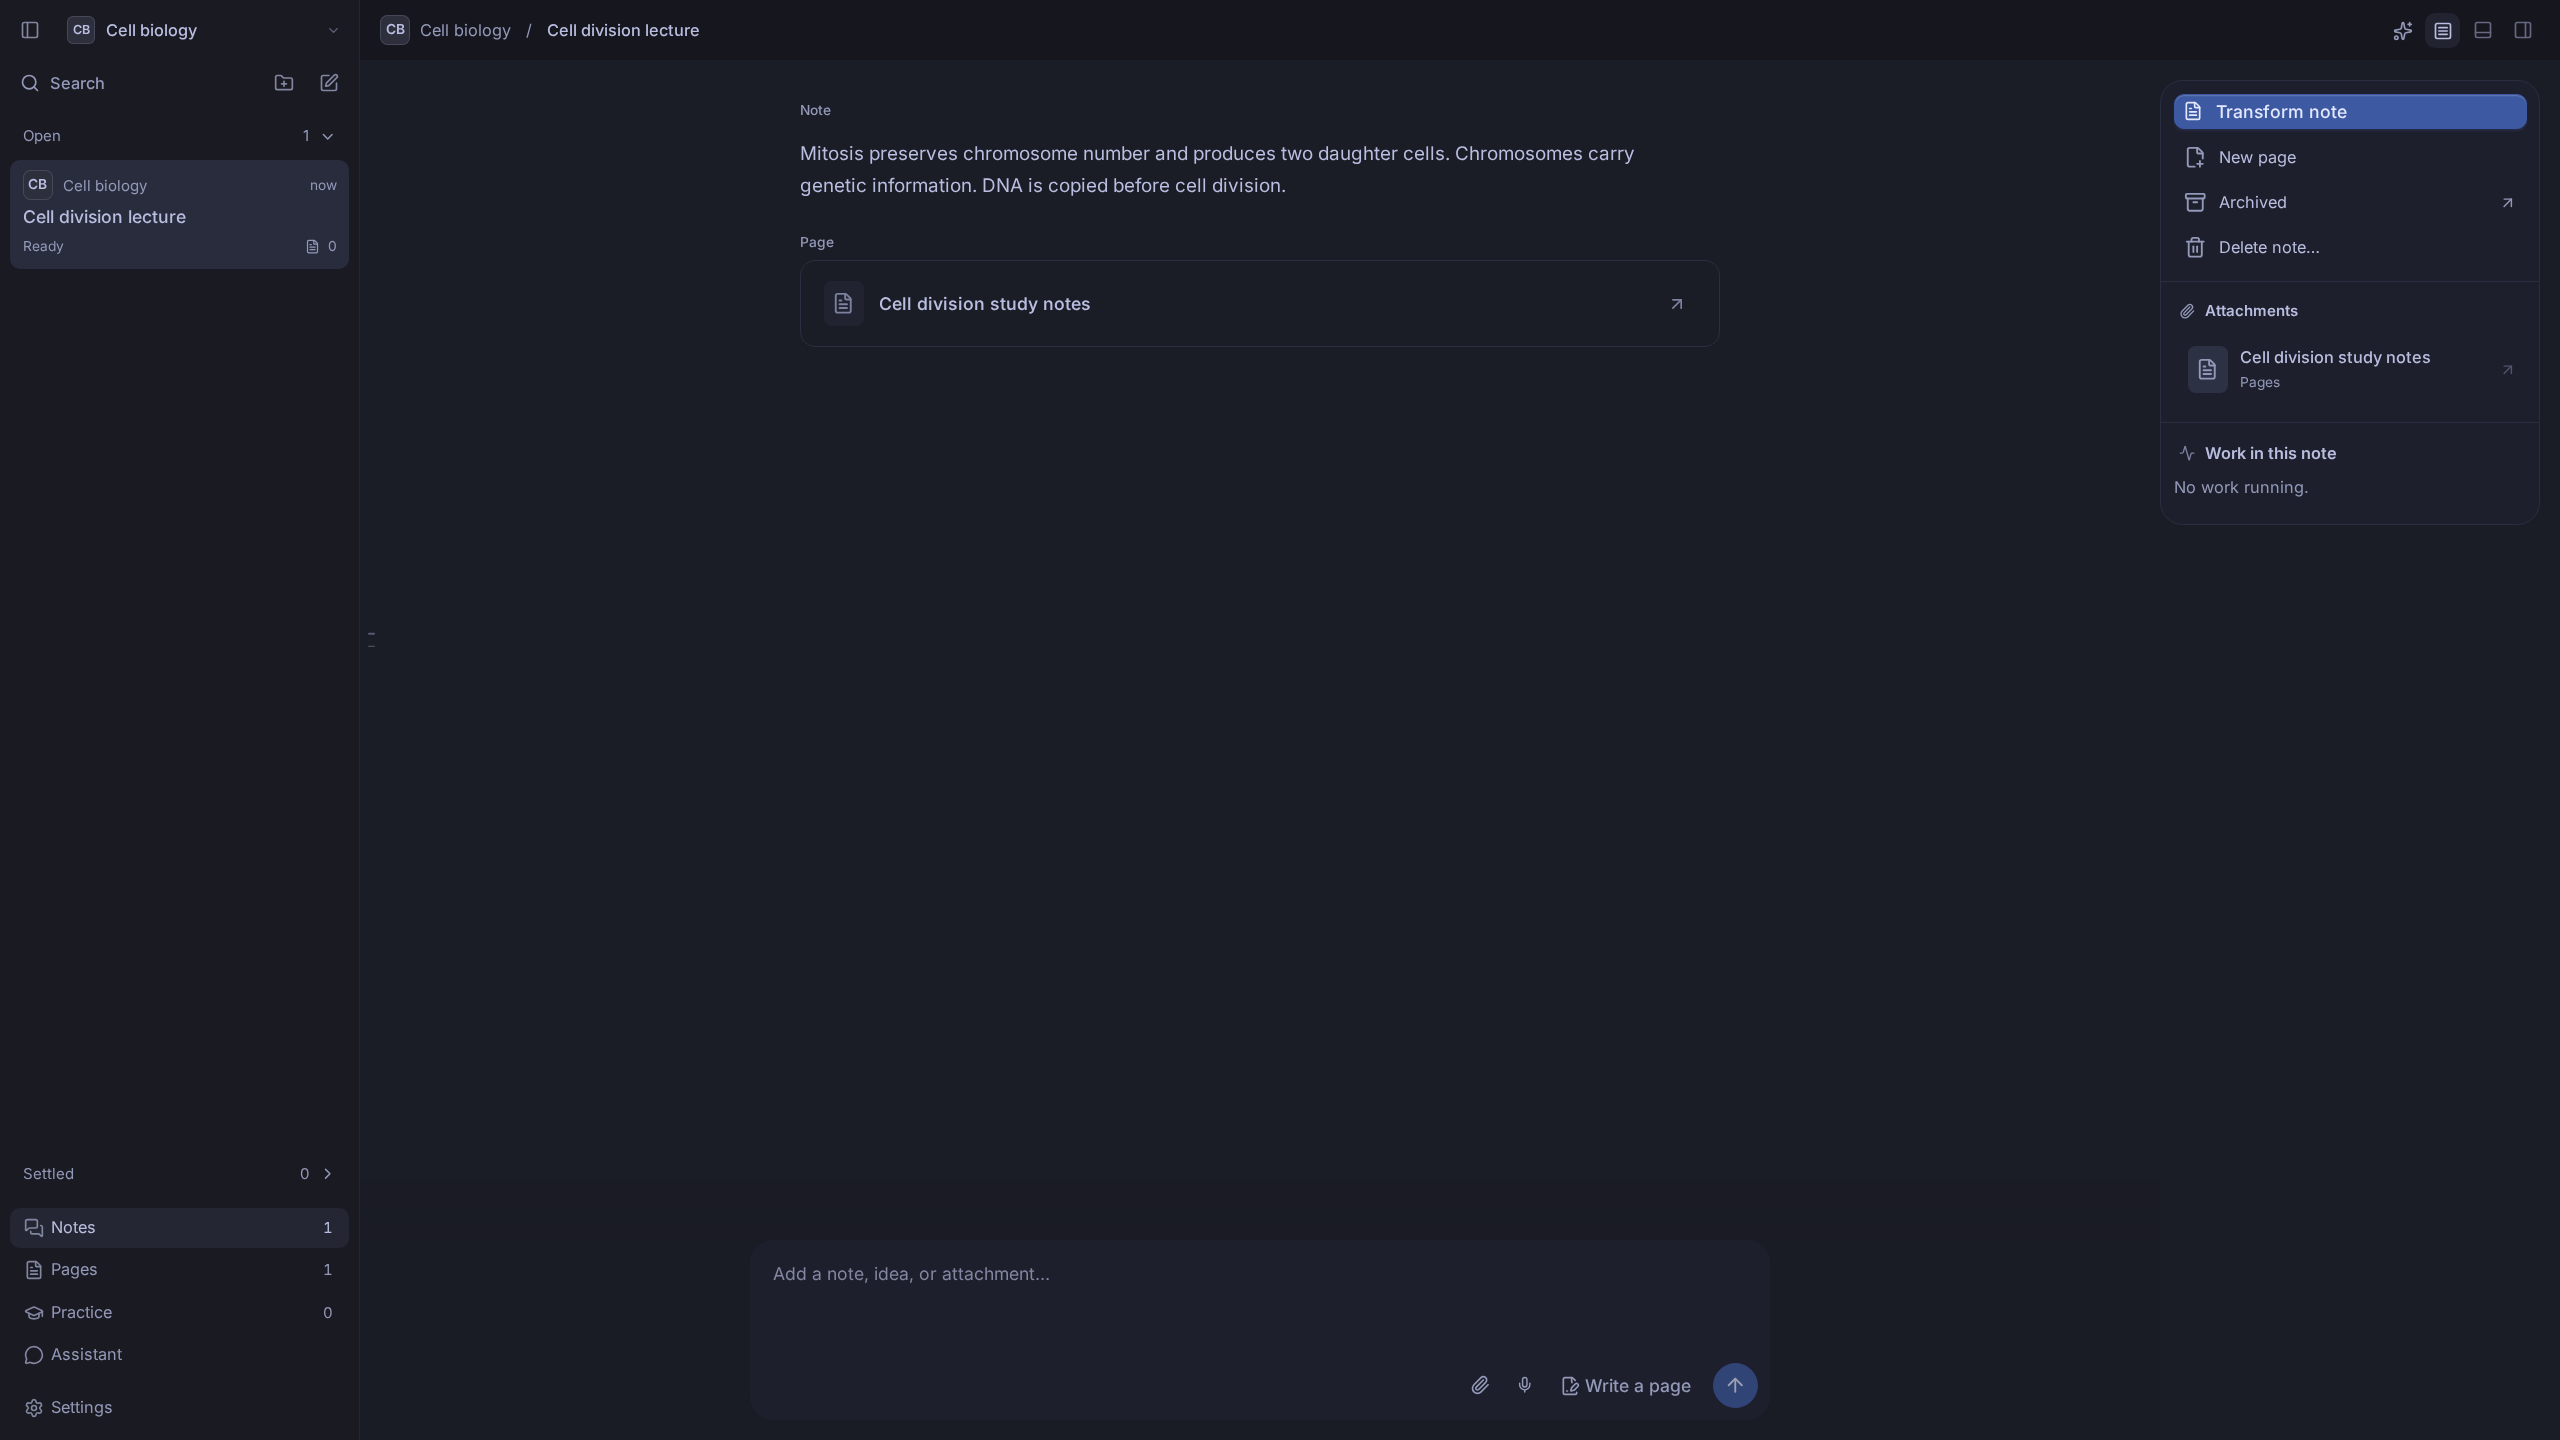 CB Cell biology
Search
Open 1
CB Cell biology now
Cell division lecture
Ready 0
Settled 0
Notes 1
Pages 1
Practice 0
Assistant
Settings
CB Cell biology / Cell division lecture
Note
Mitosis preserves chromosome number and produces two daughter cells. Chromosomes carry
genetic information. DNA is copied before cell division.
Page
Cell division study notes
Add a note, idea, or attachment...
Write a page
Transform note
New page
Archived
Delete note...
Attachments
Cell division study notes
Pages
Work in this note
No work running.